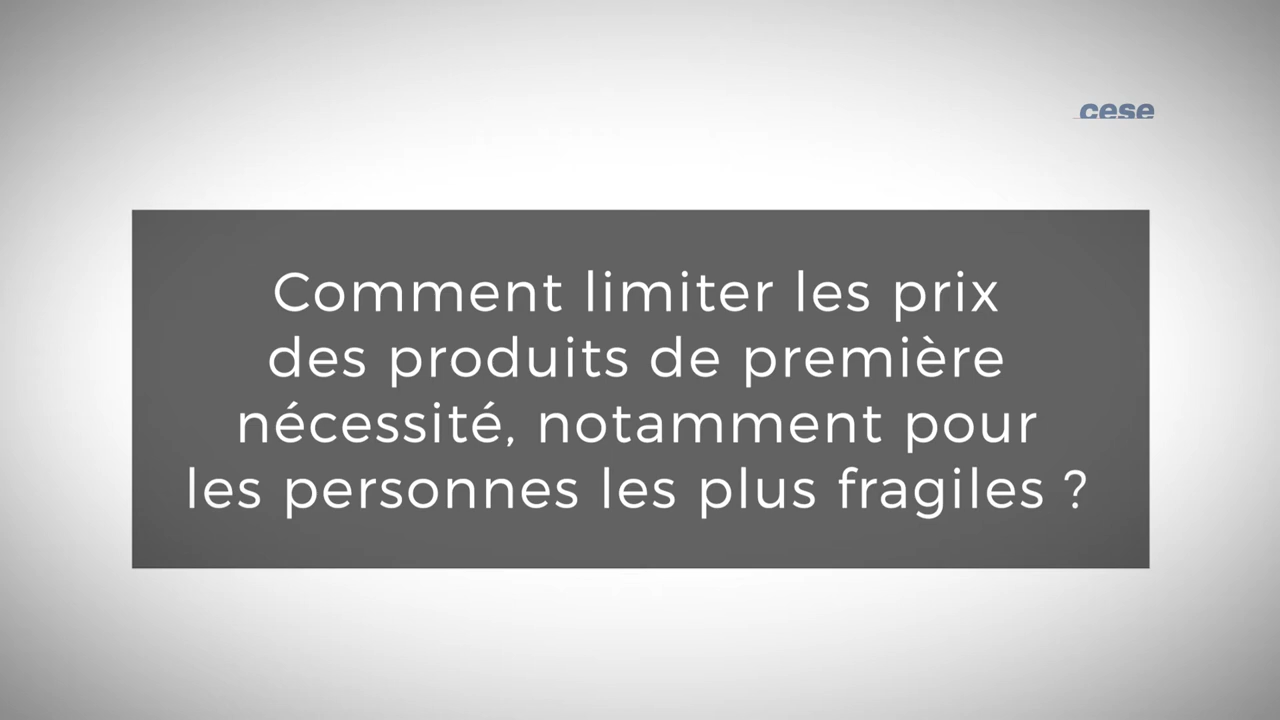 cese
Comment limiter les prix
des produits de première
nécessité, notamment pour
les personnes les plus fragiles ?